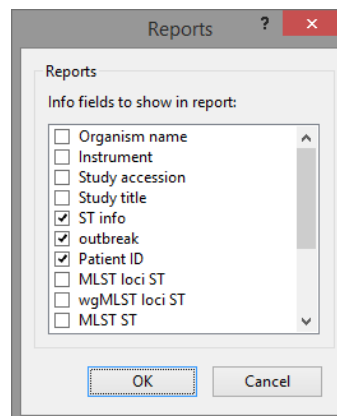 Reports ?
Reports
Info fields to show in report:
Organism name
Instrument
Study accession
Study title
ST info
outbreak
Patient ID
MLST loci ST
wgMLST loci ST
MLST ST
OK Cancel